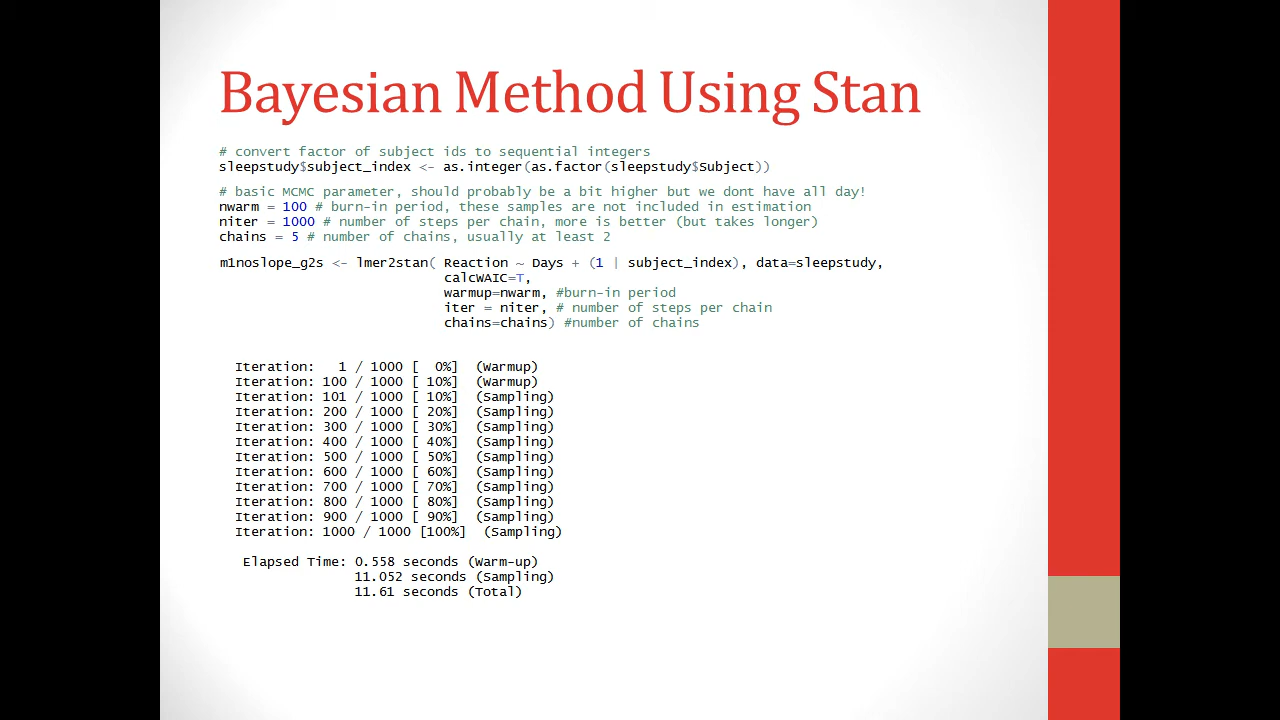 Bayesian Method Using Stan
# convert factor of subject ids to sequential integers
sleepstudy$subject_index <- as.integer(as.factor(sleepstudy$Subject))
# basic MCMC parameter, should probably be a bit higher but we dont have all day!
nwarm = 100 # burn-in period, these samples are not included in estimation
niter = 1000 # number of steps per chain, more is better (but takes longer)
chains = 5 # number of chains, usually at least 2
m1noslope_g2s <- lmer2stan( Reaction ~ Days + (1 | subject_index), data=sleepstudy,
calcWAIC=T,
warmup=nwarm, #burn-in period
iter = niter, # number of steps per chain
chains=chains) #number of chains
Iteration:   1 / 1000 [  0%]  (Warmup)
Iteration: 100 / 1000 [ 10%]  (Warmup)
Iteration: 101 / 1000 [ 10%]  (Sampling)
Iteration: 200 / 1000 [ 20%]  (Sampling)
Iteration: 300 / 1000 [ 30%]  (Sampling)
Iteration: 400 / 1000 [ 40%]  (Sampling)
Iteration: 500 / 1000 [ 50%]  (Sampling)
Iteration: 600 / 1000 [ 60%]  (Sampling)
Iteration: 700 / 1000 [ 70%]  (Sampling)
Iteration: 800 / 1000 [ 80%]  (Sampling)
Iteration: 900 / 1000 [ 90%]  (Sampling)
Iteration: 1000 / 1000 [100%]  (Sampling)
Elapsed Time: 0.558 seconds (Warm-up)
11.052 seconds (Sampling)
11.61 seconds (Total)